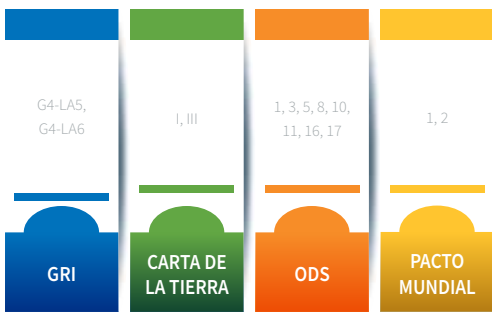 G4-LA5,
G4-LA6
I, III
1, 3, 5, 8, 10,
11, 16, 17
1, 2
GRI
CARTA DE
LA TIERRA
ODS
PACTO
MUNDIAL